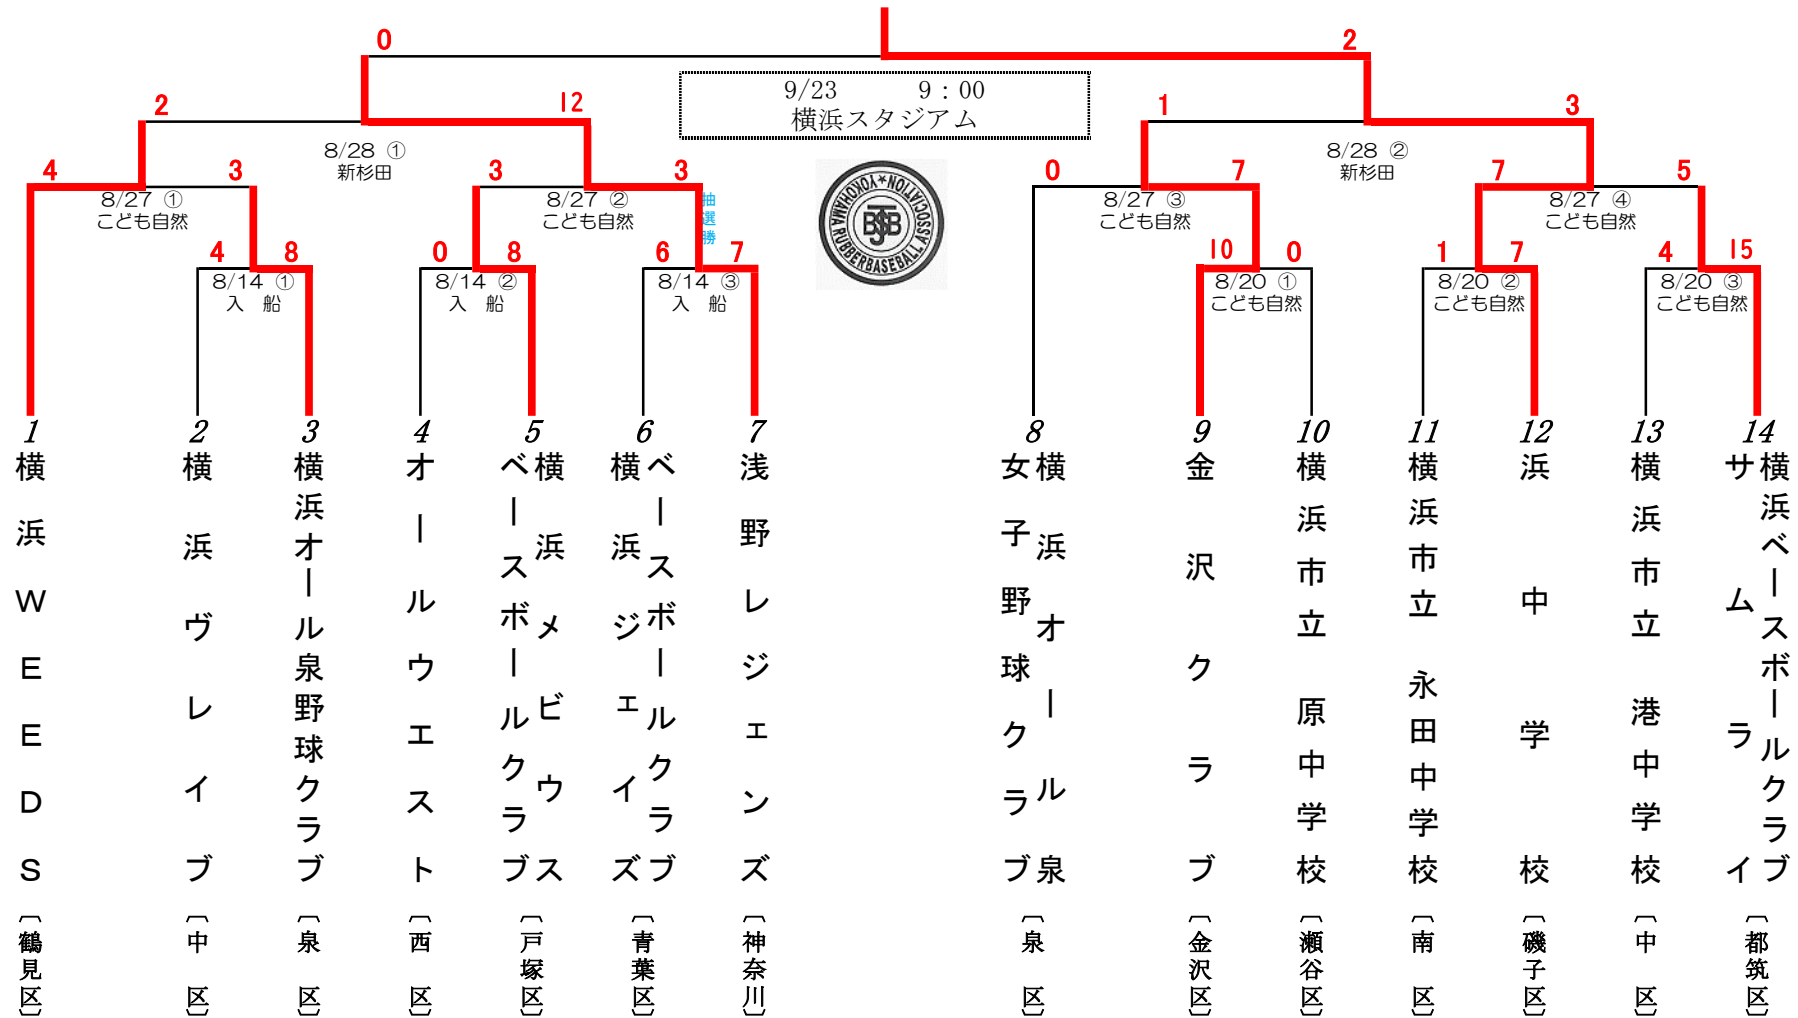 0
2
9/23 9：00
横浜スタジアム
2
12
1
3
8/28 ①
新杉田
8/28 ②
新杉田
4
3
3
3
0
7
7
5
8/27 ①
こども自然
8/27 ②
こども自然
抽選勝
8/27 ③
こども自然
8/27 ④
こども自然
YOKOHAMA RUBBERBASEBALL ASSOCIATION
4
8
0
8
6
7
10
0
1
7
4
15
8/14 ①
入 船
8/14 ②
入 船
8/14 ③
入 船
8/20 ①
こども自然
8/20 ②
こども自然
8/20 ③
こども自然
1
横浜WEEDS
〔鶴見区〕
2
横浜ヴレイブ
〔中 区〕
3
横浜オール泉野球クラブ
〔泉 区〕
4
オールウエスト
〔西 区〕
5
横浜メビウス
ベースボールクラブ
〔戸塚区〕
6
ベースボールクラブ
横浜ジェイズ
〔青葉区〕
7
浅野レジェンズ
〔神奈川〕
8
横浜オール泉
女子野球クラブ
〔泉 区〕
9
金沢クラブ
〔金沢区〕
10
横浜市立 原中学校
〔瀬谷区〕
11
横浜市立 永田中学校
〔南 区〕
12
浜中学校
〔磯子区〕
13
横浜市立 港中学校
〔中 区〕
14
横浜ベースボールクラブ
サムライ
〔都筑区〕